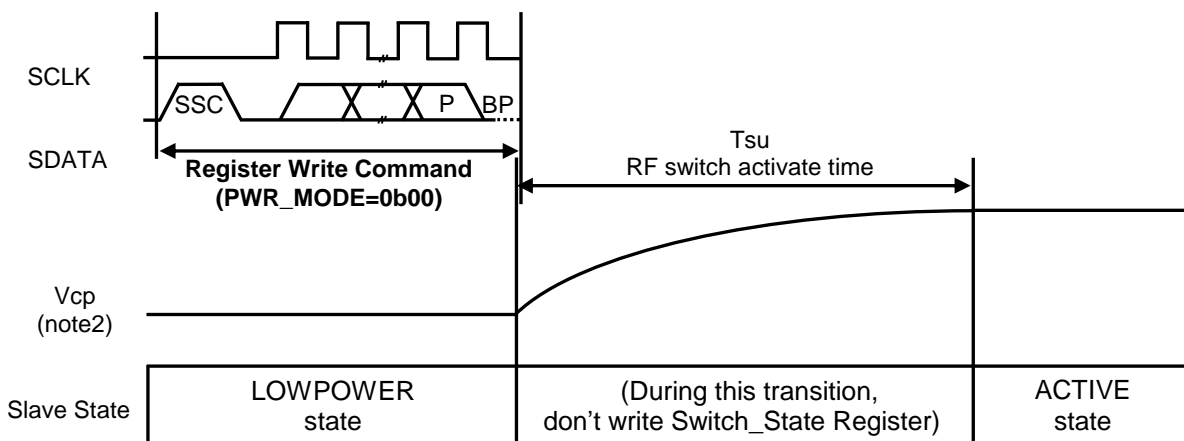 SCLK
SSC
P
BP
SDATA
Register Write Command
(PWR_MODE=0b00)
Tsu
RF switch activate time
Vcp
(note2)
Slave State
LOWPOWER
state
(During this transition,
don't write Switch_State Register)
ACTIVE
state